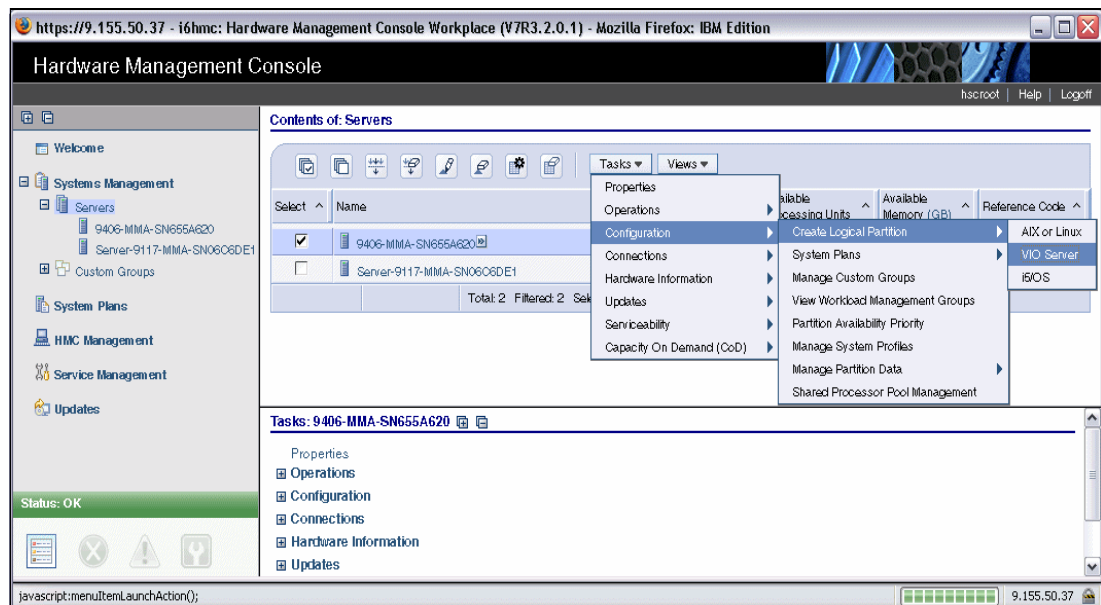 https://9.155.50.37 - i6hmc: Hardware Management Console Workplace (V7R3.2.0.1) - Mozilla Firefox: IBM Edition
Hardware Management Console
hscroot | Help | Logoff
Welcome
Systems Management
Servers
9406-MMA-SN655A620
Server-9117-MMA-SN06C6DE1
Custom Groups
System Plans
HMC Management
Service Management
Updates
Status: OK
Contents of: Servers
Tasks Views
Select Name Available Memory (GB) Reference Code
9406-MMA-SN655A620
Server-9117-MMA-SN06C6DE1
Total: 2 Filtered: 2
Properties
Operations
Configuration
Connections
Hardware Information
Updates
Serviceability
Capacity On Demand (CoD)
Create Logical Partition
System Plans
Manage Custom Groups
View Workload Management Groups
Partition Availability Priority
Manage System Profiles
Manage Partition Data
Shared Processor Pool Management
AIX or Linux
VIO Server
i5/OS
Tasks: 9406-MMA-SN655A620
Properties
Operations
Configuration
Connections
Hardware Information
Updates
javascript:menuItemLaunchAction();
9.155.50.37